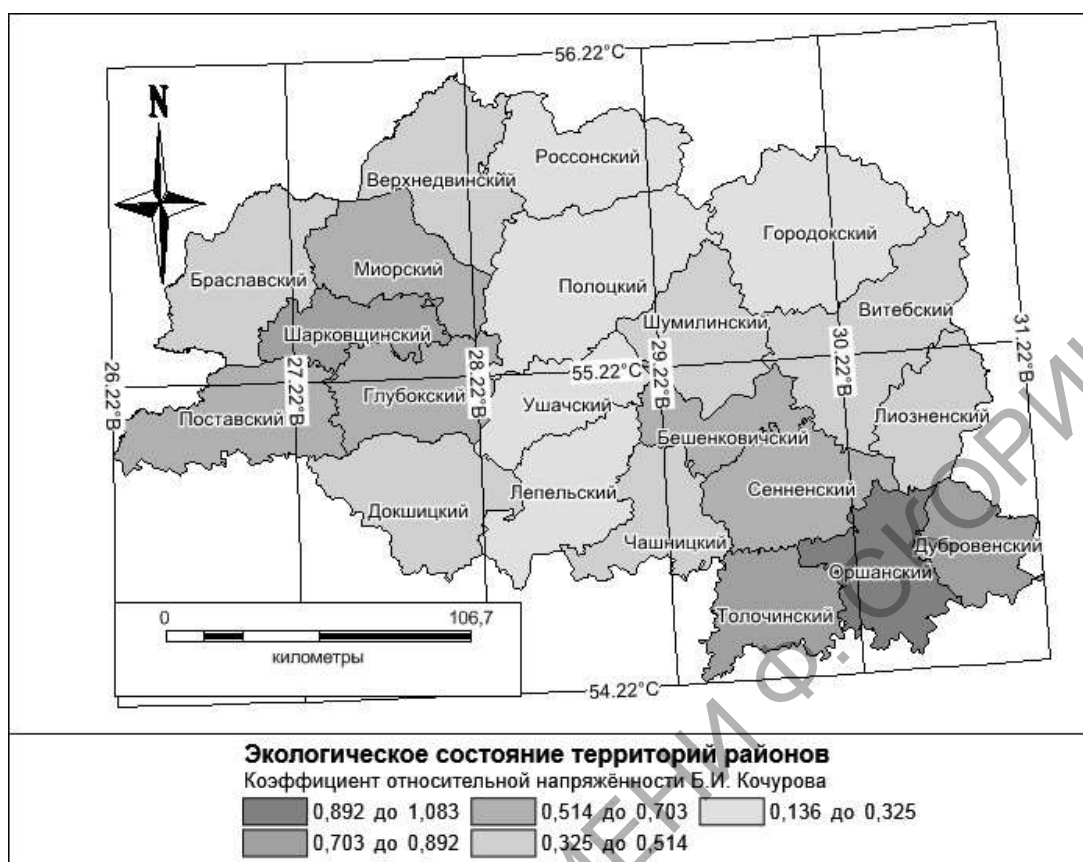 56.22°С
N
Россонский
Верхнедвинский
Городокский
Миорский
Браславский
Полоцкий
Витебский
Шумилинский
Шарковщинский
31.22°В
30.22°В
29.22°В
28.22°В
27.22°В
26.22°В
55.22°С
Глубокский
Ушачский
Лиозненский
Поставский
Бешенковичский
Сенненский
Лепельский
Докшицкий
Чашницкий
Дубровенский
Оршанский
Толочинский
0 106,7
километры
54.22°С
ИМЕНИ Ф. СКОРИНЫ
Экологическое состояние территорий районов
Коэффициент относительной напряжённости Б.И. Кочурова
0,892 до 1,083 0,514 до 0,703 0,136 до 0,325
0,703 до 0,892 0,325 до 0,514